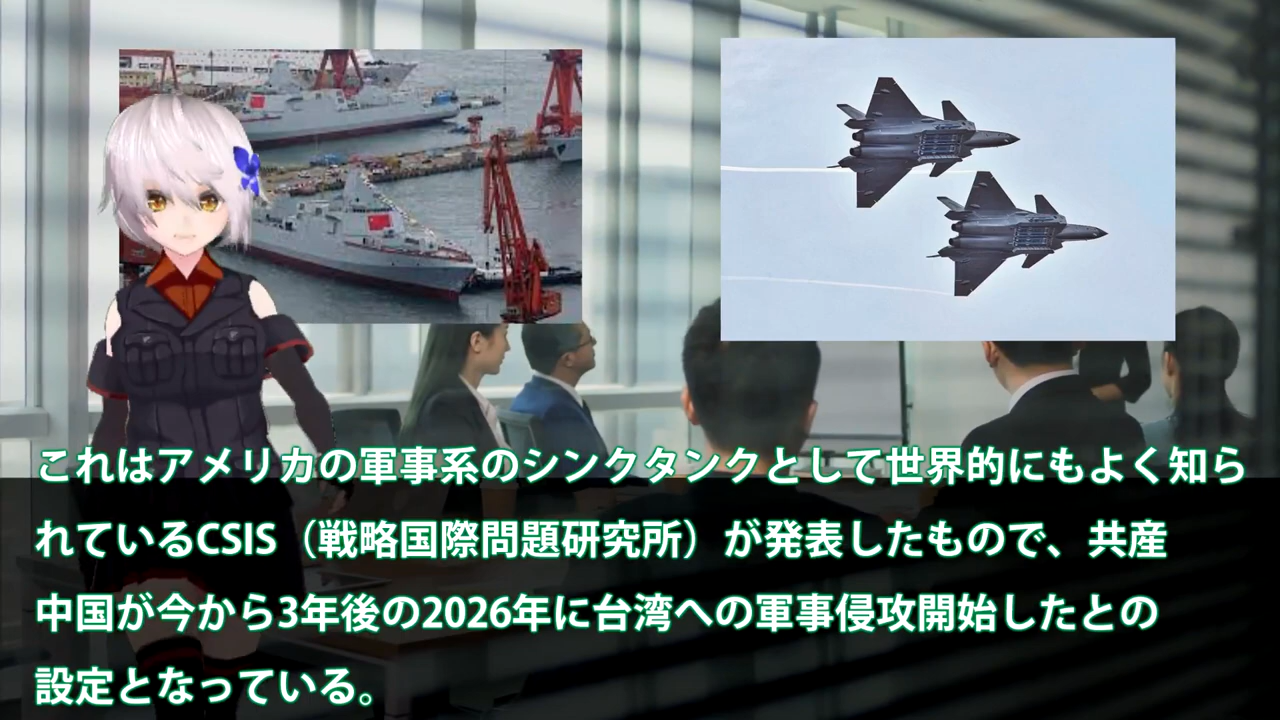 これはアメリカの軍事系のシンクタンクとして世界的にもよく知ら
れているCSIS（戦略国際問題研究所）が発表したもので、共産
中国が今から3年後の2026年に台湾への軍事侵攻開始したとの
設定となっている。